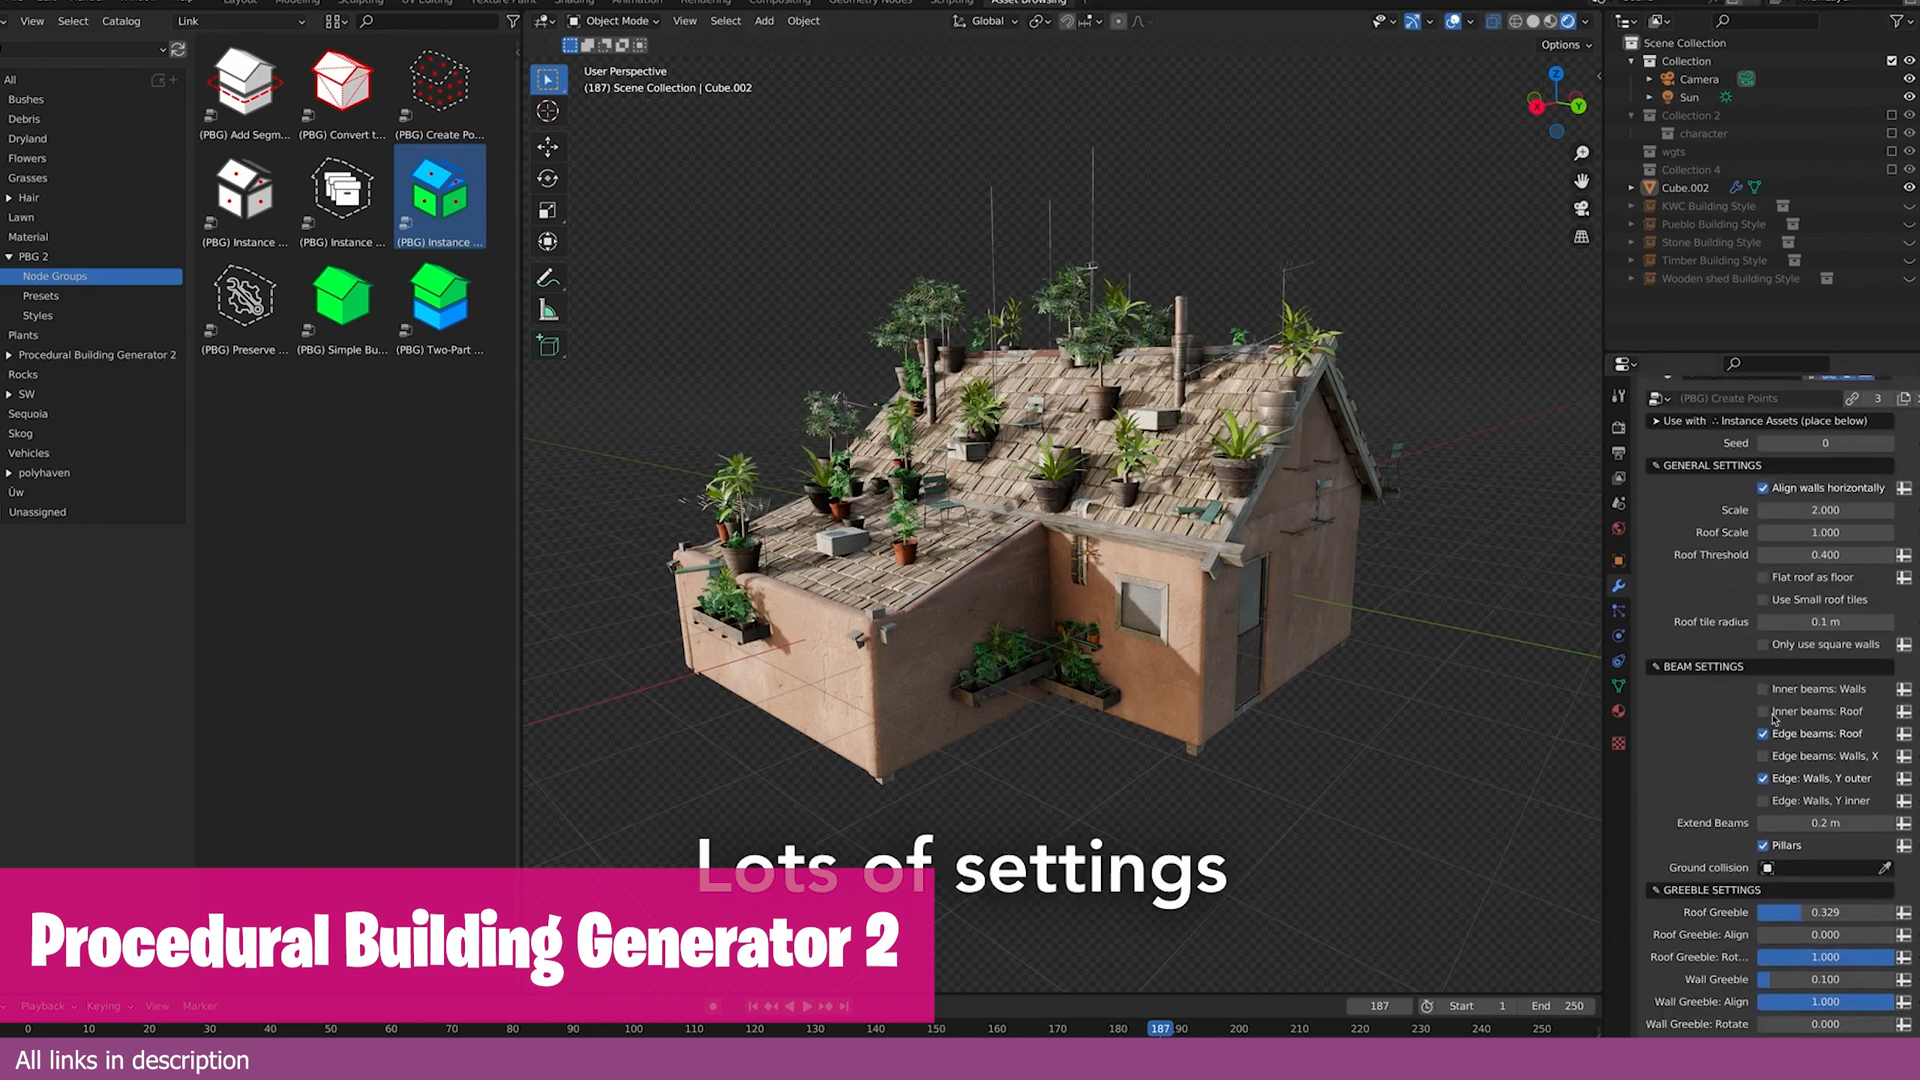 Asset Browsing
View
Select
Catalog
Link
All
Bushes
Debris
Dryland
Flowers
Grasses
Hair
Lawn
Material
PBG 2
Node Groups
Presets
Styles
Plants
Procedural Building Generator 2
Rocks
SW
Sequoia
Skog
Vehicles
polyhaven
Ūw
Unassigned
(PBG) Add Segm...
(PBG) Convert t...
(PBG) Create Po...
(PBG) Instance ...
(PBG) Instance ...
(PBG) Instance ...
(PBG) Preserve ...
(PBG) Simple Bu...
(PBG) Two-Part ...
Object Mode
View
Select
Add
Object
Global
Options
User Perspective
(187) Scene Collection | Cube.002
Z
X
Y
Scene Collection
Collection
Camera
Sun
Collection 2
character
wgts
Collection 4
Cube.002
KWC Building Style
Pueblo Building Style
Stone Building Style
Timber Building Style
Wooden shed Building Style
(PBG) Create Points
3
Use with ∴ Instance Assets (place below)
Seed 0
GENERAL SETTINGS
Align walls horizontally
Scale 2.000
Roof Scale 1.000
Roof Threshold 0.400
Flat roof as floor
Use Small roof tiles
Roof tile radius 0.1 m
Only use square walls
BEAM SETTINGS
Inner beams: Walls
Inner beams: Roof
Edge beams: Roof
Edge beams: Walls, X
Edge: Walls, Y outer
Edge: Walls, Y inner
Extend Beams 0.2 m
Pillars
Ground collision
GREEBLE SETTINGS
Roof Greeble 0.329
Roof Greeble: Align 0.000
Roof Greeble: Rot... 1.000
Wall Greeble 0.100
Wall Greeble: Align 1.000
Wall Greeble: Rotate 0.000
Lots of settings
Procedural Building Generator 2
Playback
Keying
View
Marker
187
Start 1
End 250
0 10 20 30 40 50 60 70 80 90 100 110 120 130 140 150 160 170 180 187 90 200 210 220 230 240 250
All links in description